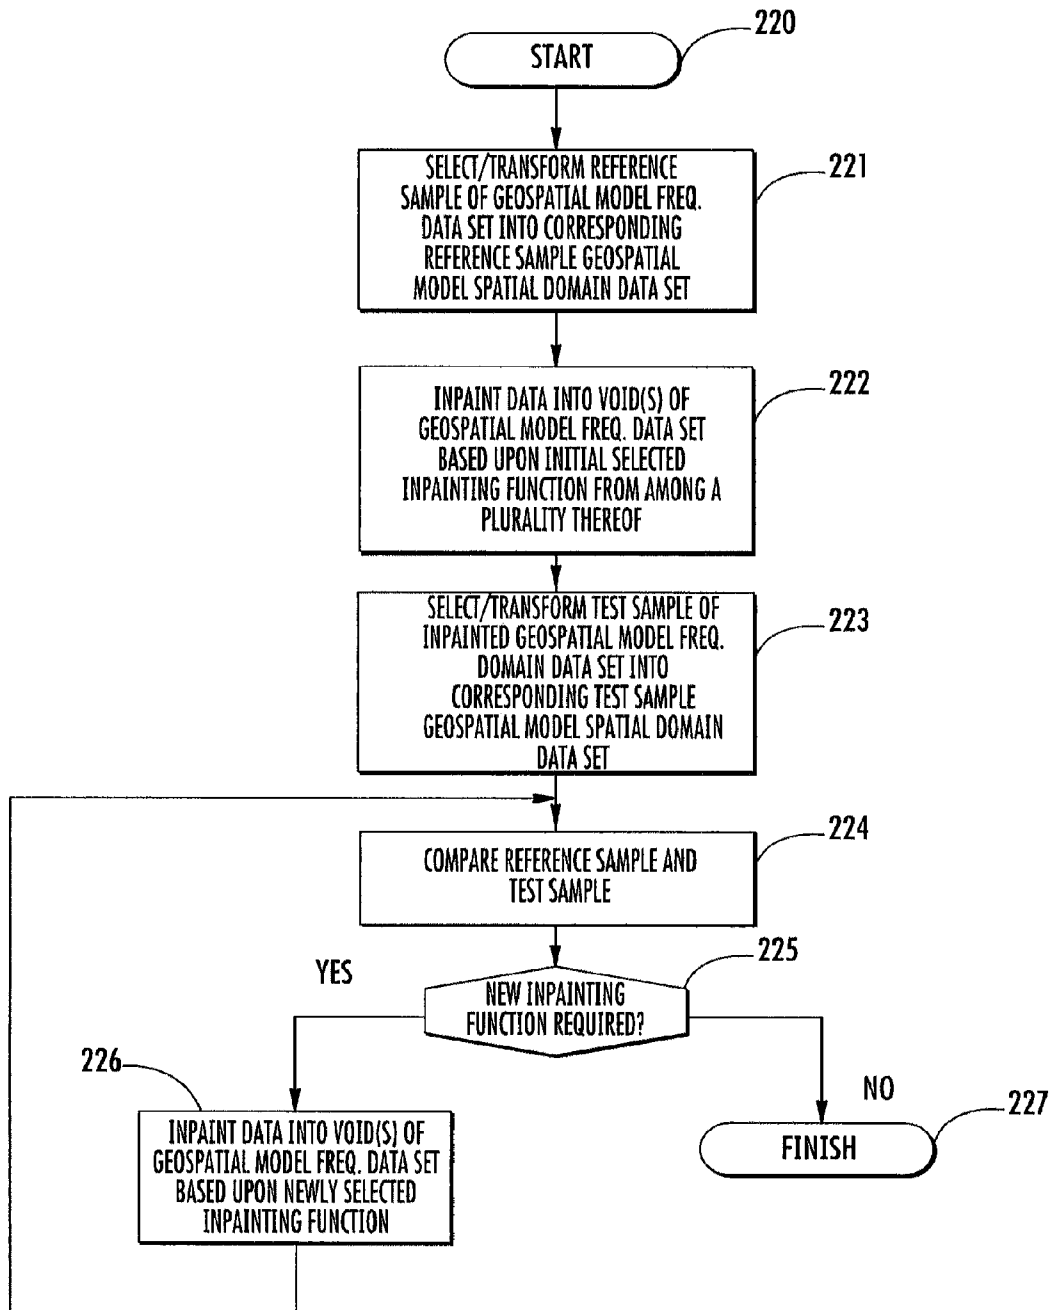 220
START
221
SELECT/TRANSFORM REFERENCE
SAMPLE OF GEOSPATIAL MODEL FREQ.
DATA SET INTO CORRESPONDING
REFERENCE SAMPLE GEOSPATIAL
MODEL SPATIAL DOMAIN DATA SET
222
INPAINT DATA INTO VOID(S) OF
GEOSPATIAL MODEL FREQ. DATA SET
BASED UPON INITIAL SELECTED
INPAINTING FUNCTION FROM AMONG A
PLURALITY THEREOF
223
SELECT/TRANSFORM TEST SAMPLE OF
INPAINTED GEOSPATIAL MODEL FREQ.
DOMAIN DATA SET INTO
CORRESPONDING TEST SAMPLE
GEOSPATIAL MODEL SPATIAL DOMAIN
DATA SET
224
COMPARE REFERENCE SAMPLE AND
TEST SAMPLE
225
YES
NEW INPAINTING
FUNCTION REQUIRED?
226
NO
227
INPAINT DATA INTO VOID(S) OF
GEOSPATIAL MODEL FREQ. DATA SET
BASED UPON NEWLY SELECTED
INPAINTING FUNCTION
FINISH